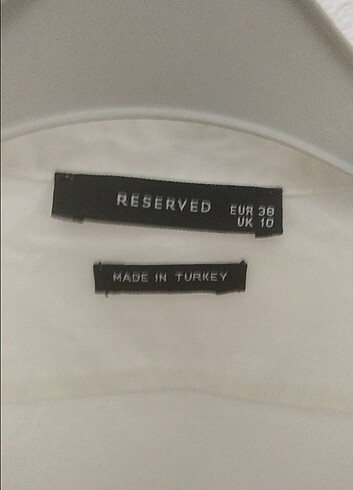 RESERVED EUR 38
UK 10
MADE IN TURKEY